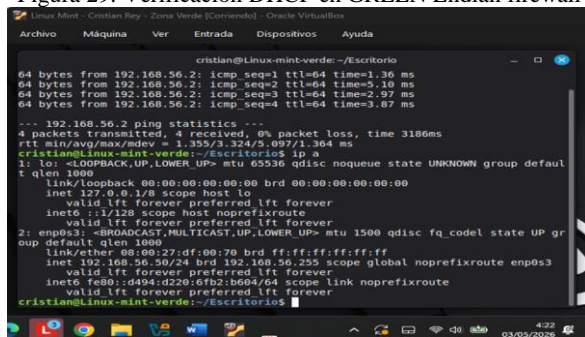 Figura 29. Verificación DHCP en GREEN Endian firewall
Linux Mint - Cristian Rey - Zona Verde [Corriendo] - Oracle VirtualBox
Archivo Máquina Ver Entrada Dispositivos Ayuda
cristian@Linux-mint-verde: ~/Escritorio
64 bytes from 192.168.56.2: icmp_seq=1 ttl=64 time=1.36 ms
64 bytes from 192.168.56.2: icmp_seq=2 ttl=64 time=5.10 ms
64 bytes from 192.168.56.2: icmp_seq=3 ttl=64 time=2.97 ms
64 bytes from 192.168.56.2: icmp_seq=4 ttl=64 time=3.87 ms
--- 192.168.56.2 ping statistics ---
4 packets transmitted, 4 received, 0% packet loss, time 3186ms
rtt min/avg/max/mdev = 1.355/3.324/5.097/1.364 ms
cristian@Linux-mint-verde:~/Escritorio$ ip a
1: lo: <LOOPBACK,UP,LOWER_UP> mtu 65536 qdisc noqueue state UNKNOWN group defaul
t qlen 1000
link/loopback 00:00:00:00:00:00 brd 00:00:00:00:00:00
inet 127.0.0.1/8 scope host lo
valid_lft forever preferred_lft forever
inet6 ::1/128 scope host noprefixroute
valid_lft forever preferred_lft forever
2: enp0s3: <BROADCAST,MULTICAST,UP,LOWER_UP> mtu 1500 qdisc fq_codel state UP gr
oup default qlen 1000
link/ether 08:00:27:df:00:70 brd ff:ff:ff:ff:ff:ff
inet 192.168.56.50/24 brd 192.168.56.255 scope global noprefixroute enp0s3
valid_lft forever preferred_lft forever
inet6 fe80::d494:d220:6fb2:b604/64 scope link noprefixroute
valid_lft forever preferred_lft forever
cristian@Linux-mint-verde:~/Escritorio$
4:22
03/05/2026